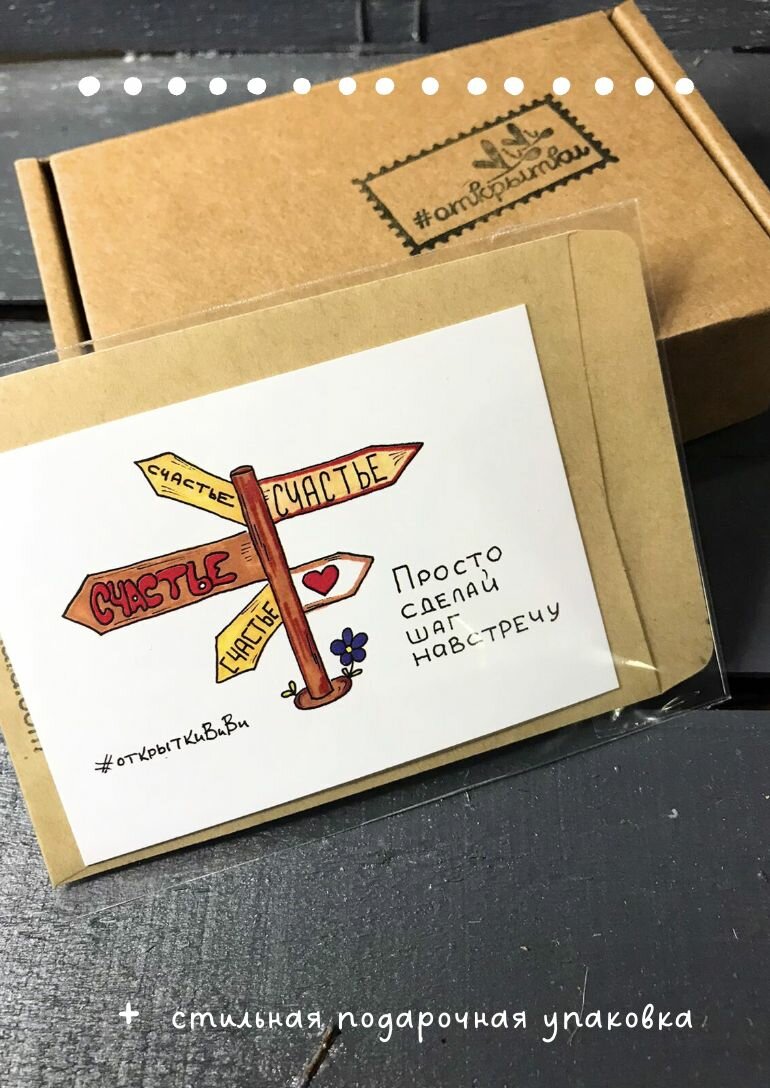 #открытки
счастье
СЧАСТЬЕ
СЧАСТЬЕ
СЧАСТЬЕ
Просто
сделай
шаг
навстречу
#открыткиВиВи
+ стильная подарочная упаковка